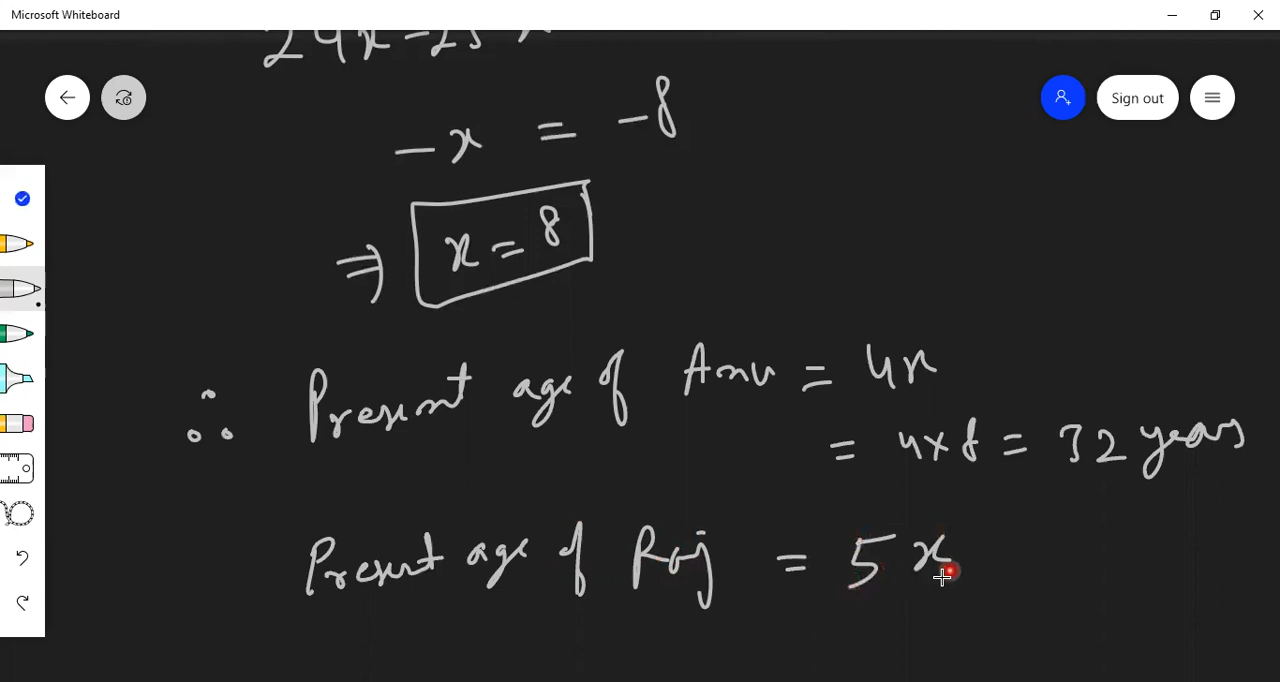 Microsoft Whiteboard
Sign out
-x = -8
⇒ x = 8
∴ Present age of Anu = 4x
= 4×8 = 32 years
Present age of Raj = 5x